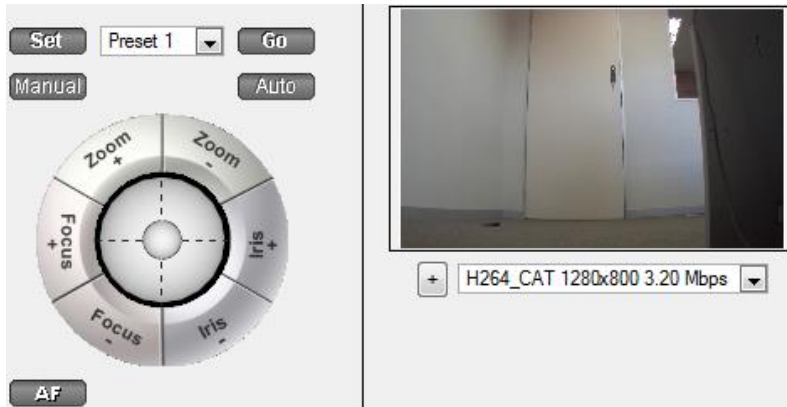 Set Preset 1 Go
Manual Auto
Zoom + Zoom -
Focus + Iris +
Focus - Iris -
AF
+ H264_CAT 1280x800 3.20 Mbps